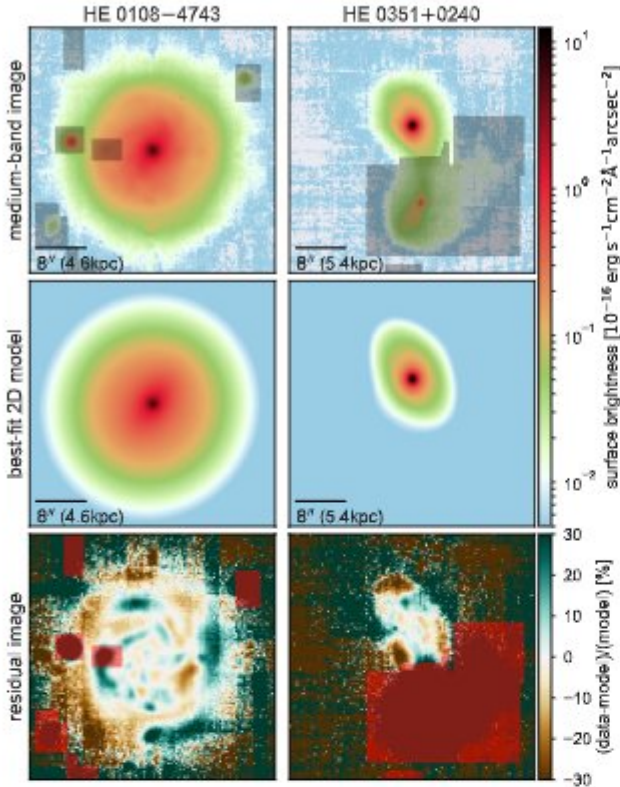 HE 0108−4743 HE 0351+0240
medium-band image
8″ (4.6kpc) 8″ (5.4kpc)
best-fit 2D model
8″ (4.6kpc) 8″ (5.4kpc)
residual image
10¹
10⁰
10⁻¹
10⁻²
surface brightness [10⁻¹⁶ erg s⁻¹cm⁻²Å⁻¹arcsec⁻²]
30
20
10
0
−10
−20
−30
(data-model)/(model) [%]